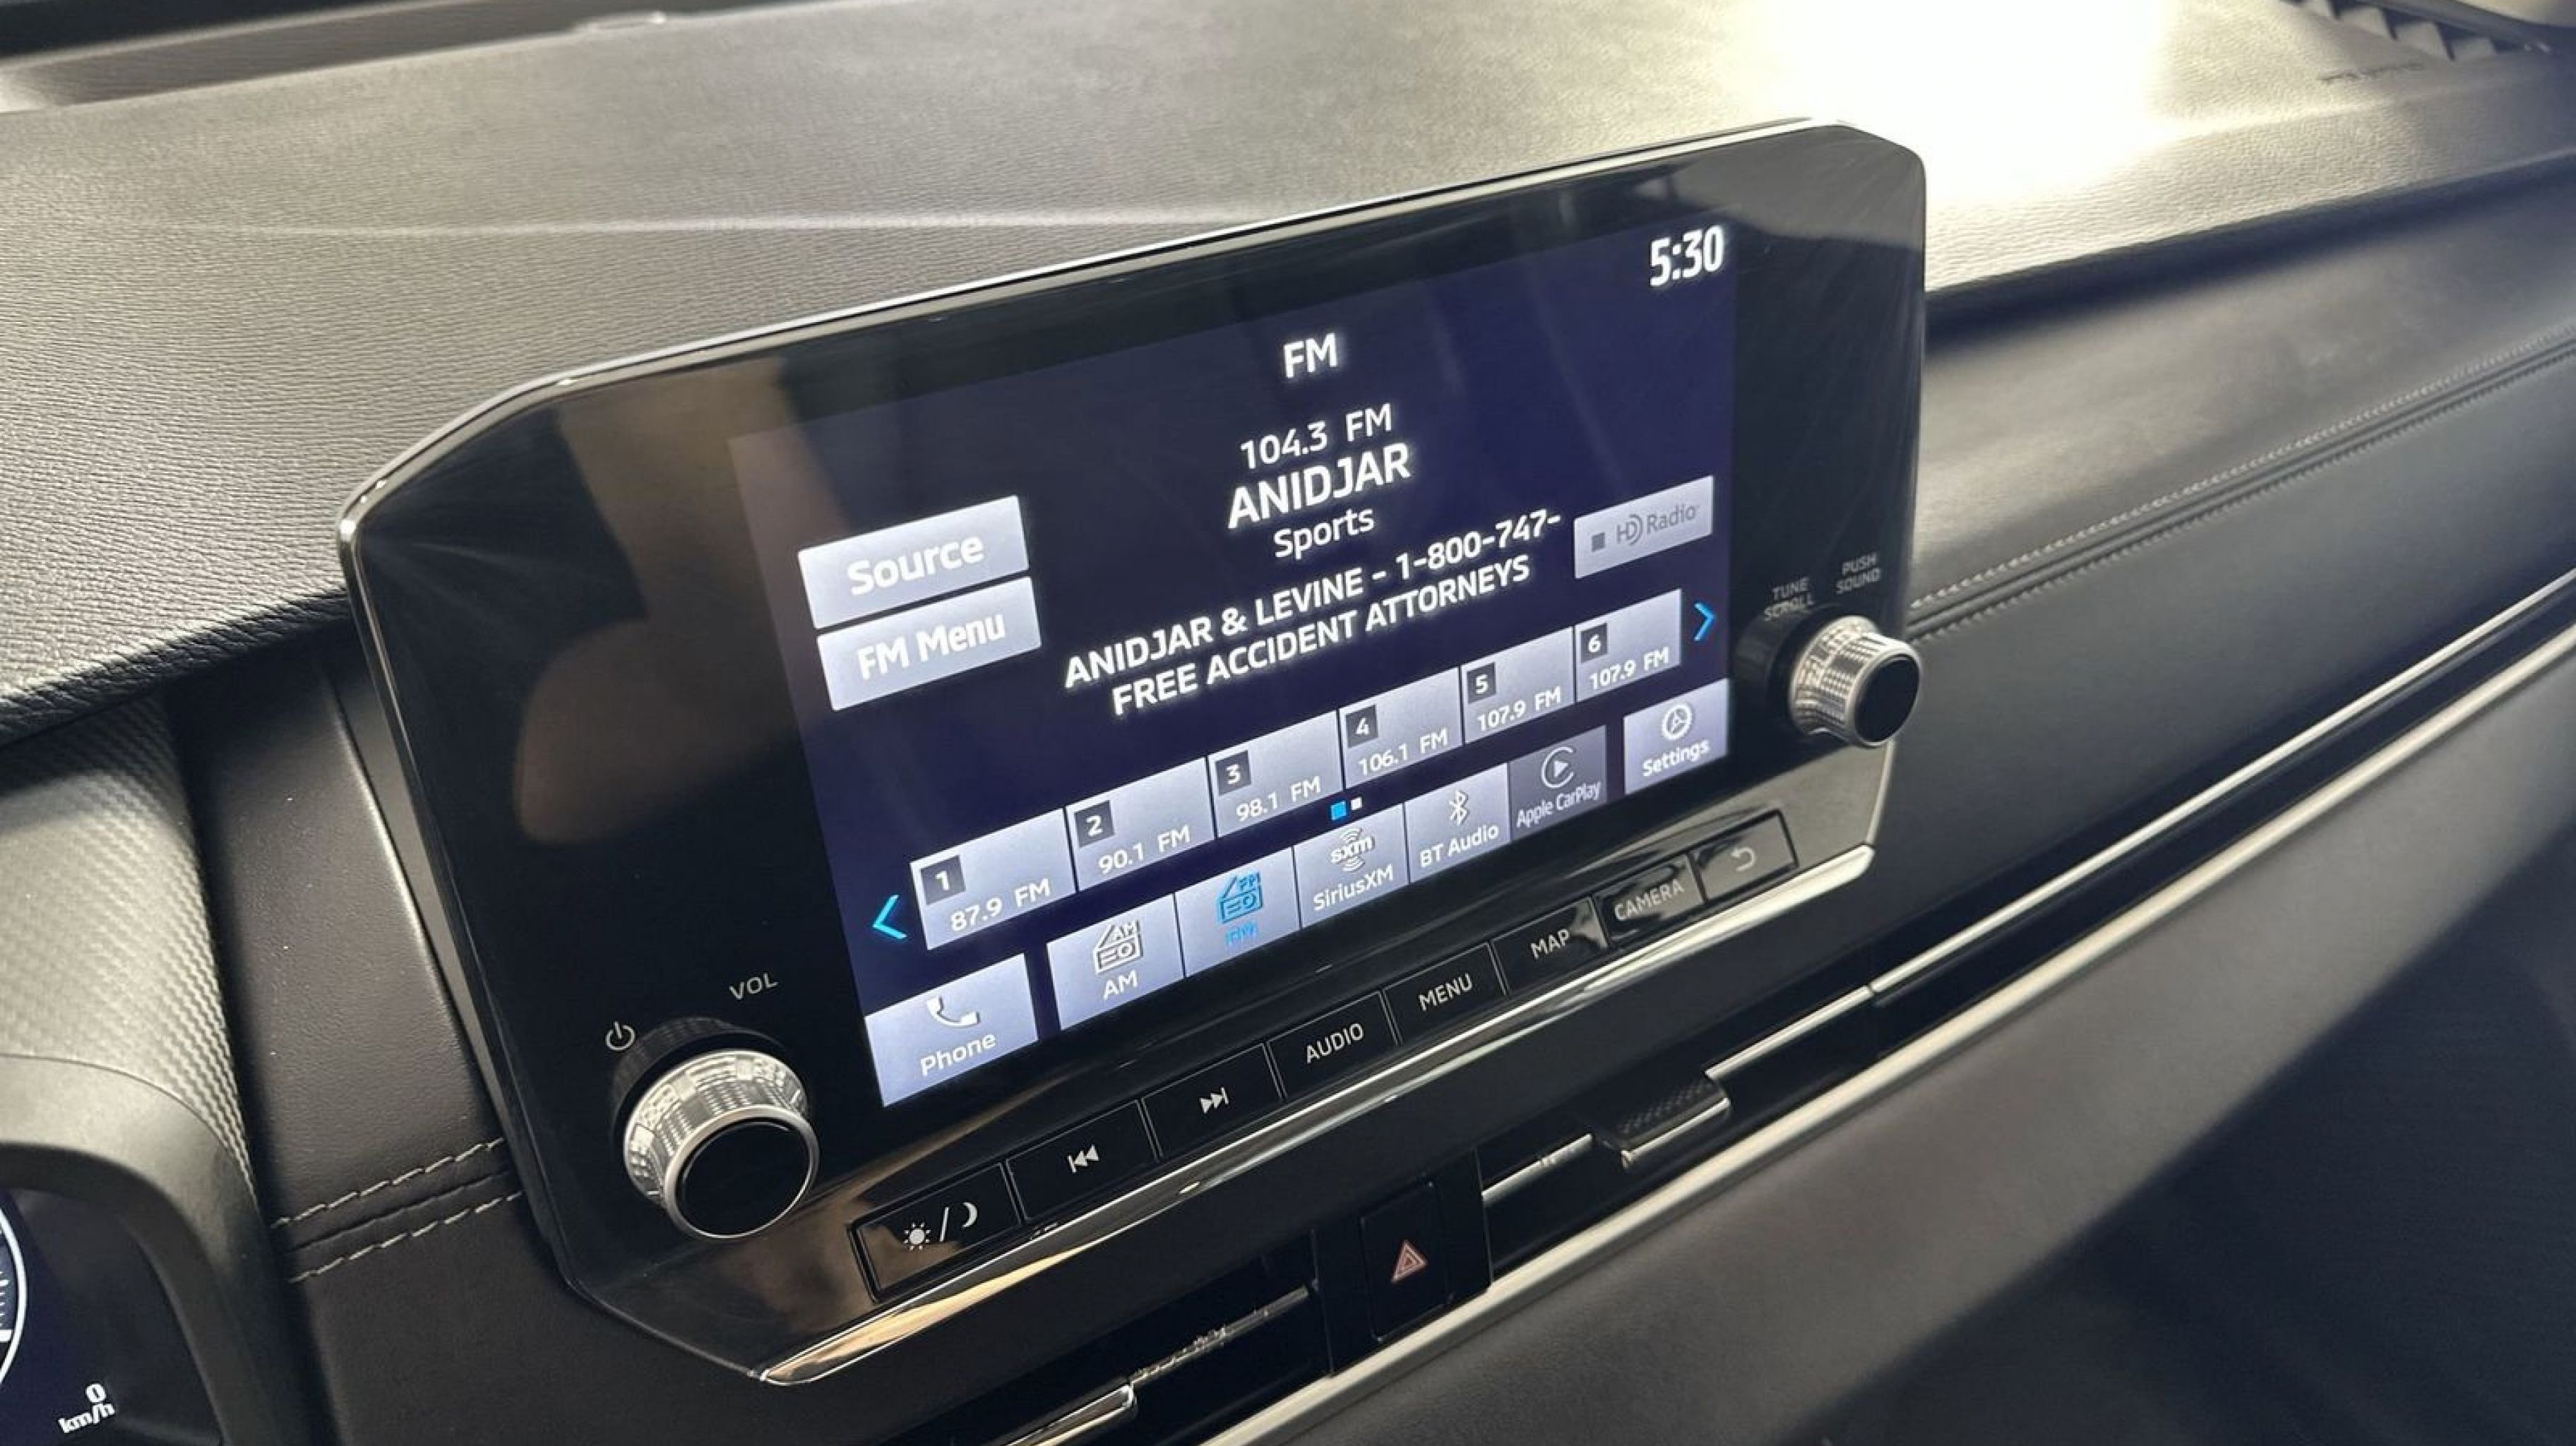 5:30
FM
104.3 FM
ANIDJAR
Sports
ANIDJAR & LEVINE - 1-800-747-
FREE ACCIDENT ATTORNEYS
Source
FM Menu
HD Radio
TUNE
SCROLL
PUSH
SOUND
1
87.9 FM
2
90.1 FM
3
98.1 FM
4
106.1 FM
5
107.9 FM
6
107.9 FM
Phone
AM
AM
FM
FM
sxm
SiriusXM
BT Audio
Apple CarPlay
Settings
VOL
AUDIO
MENU
MAP
CAMERA
0
km/h